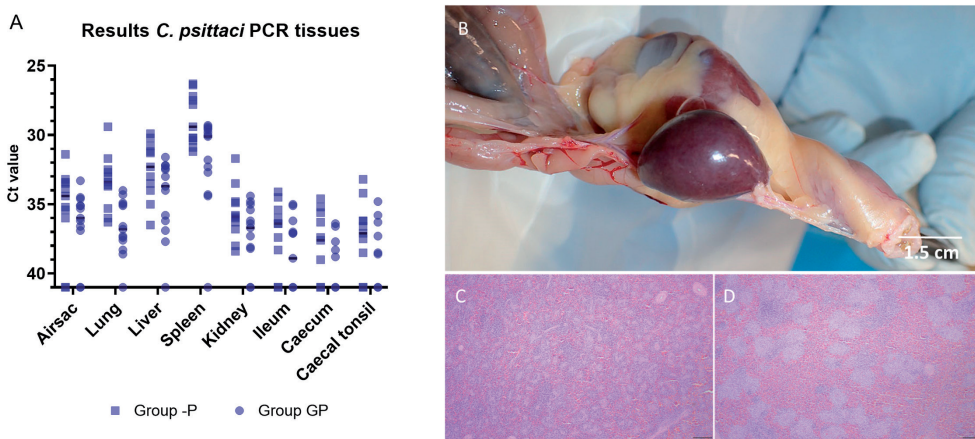 A
Results C. psittaci PCR tissues
Ct value
25
30
35
40
Airsac
Lung
Liver
Spleen
Kidney
Ileum
Caecum
Caecal tonsil
Group -P
Group GP
B
1.5 cm
C
D